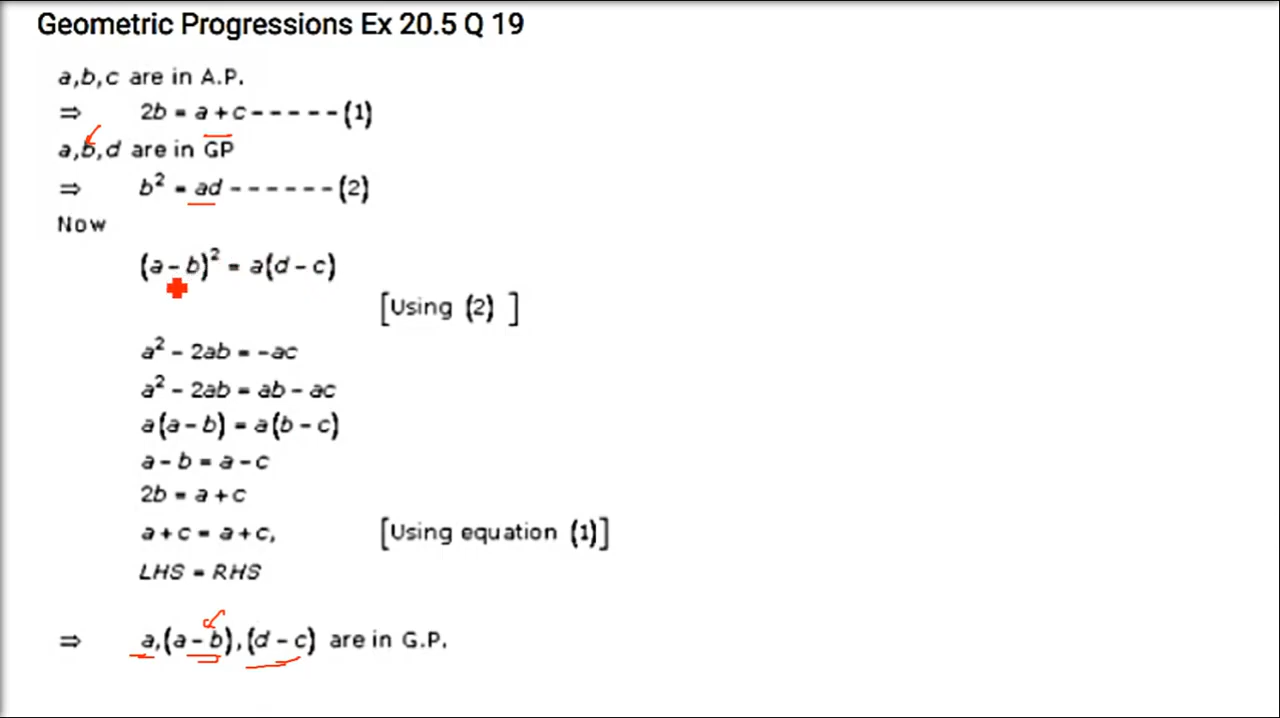 Geometric Progressions Ex 20.5 Q 19
a,b,c are in A.P.
⇒ 2b = a + c - - - - - (1)
a,b,d are in GP
⇒ b² = ad - - - - - - (2)
Now
(a - b)² = a(d - c)
[Using (2) ]
a² - 2ab = -ac
a² - 2ab = ab - ac
a(a - b) = a(b - c)
a - b = a - c
2b = a + c
a + c = a + c, [Using equation (1)]
LHS = RHS
⇒ a,(a - b),(d - c) are in G.P.